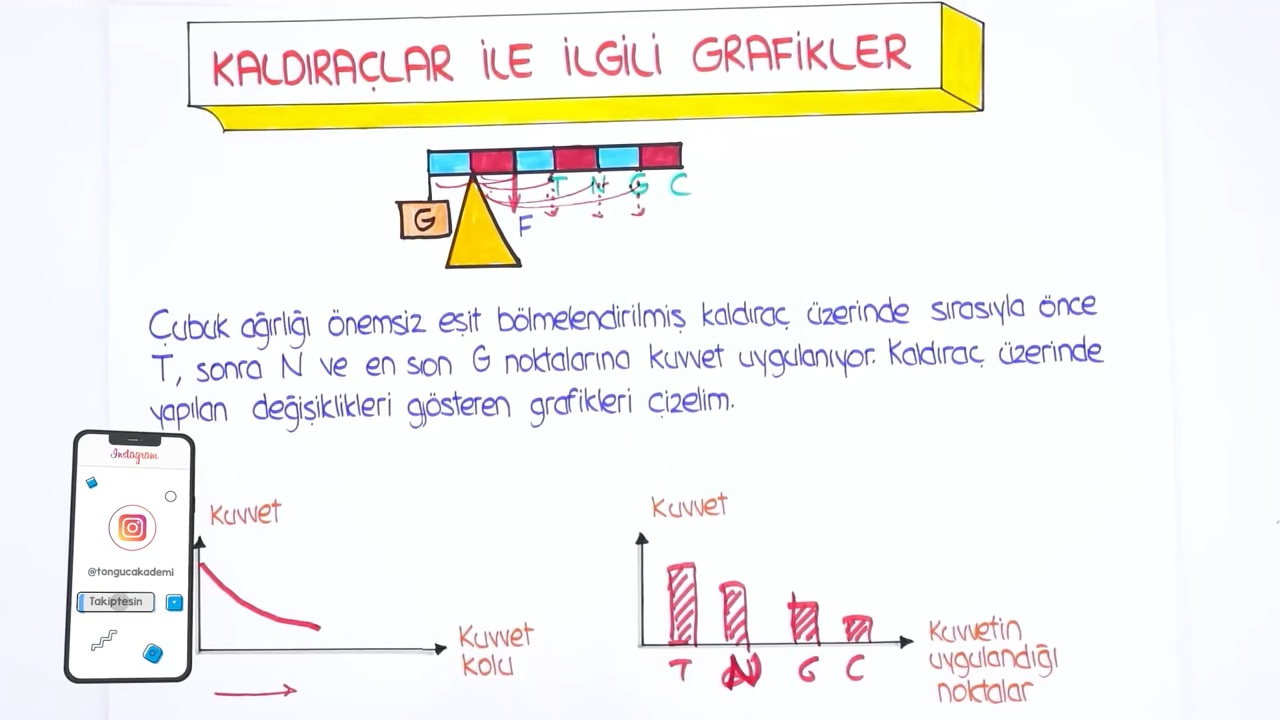 KALDIRAÇLAR İLE İLGİLİ GRAFİKLER
T N G C
G
F
Çubuk ağırlığı önemsiz eşit bölmelendirilmiş kaldıraç üzerinde sırasıyla önce
T, sonra N ve en son G noktalarına kuvvet uygulanıyor. Kaldıraç üzerinde
yapılan değişiklikleri gösteren grafikleri çizelim.
Instagram
@tongucakademi
Takiptesin
Kuvvet
Kuvvet
kolu
Kuvvet
T N G C
Kuvvetin
uygulandığı
noktalar